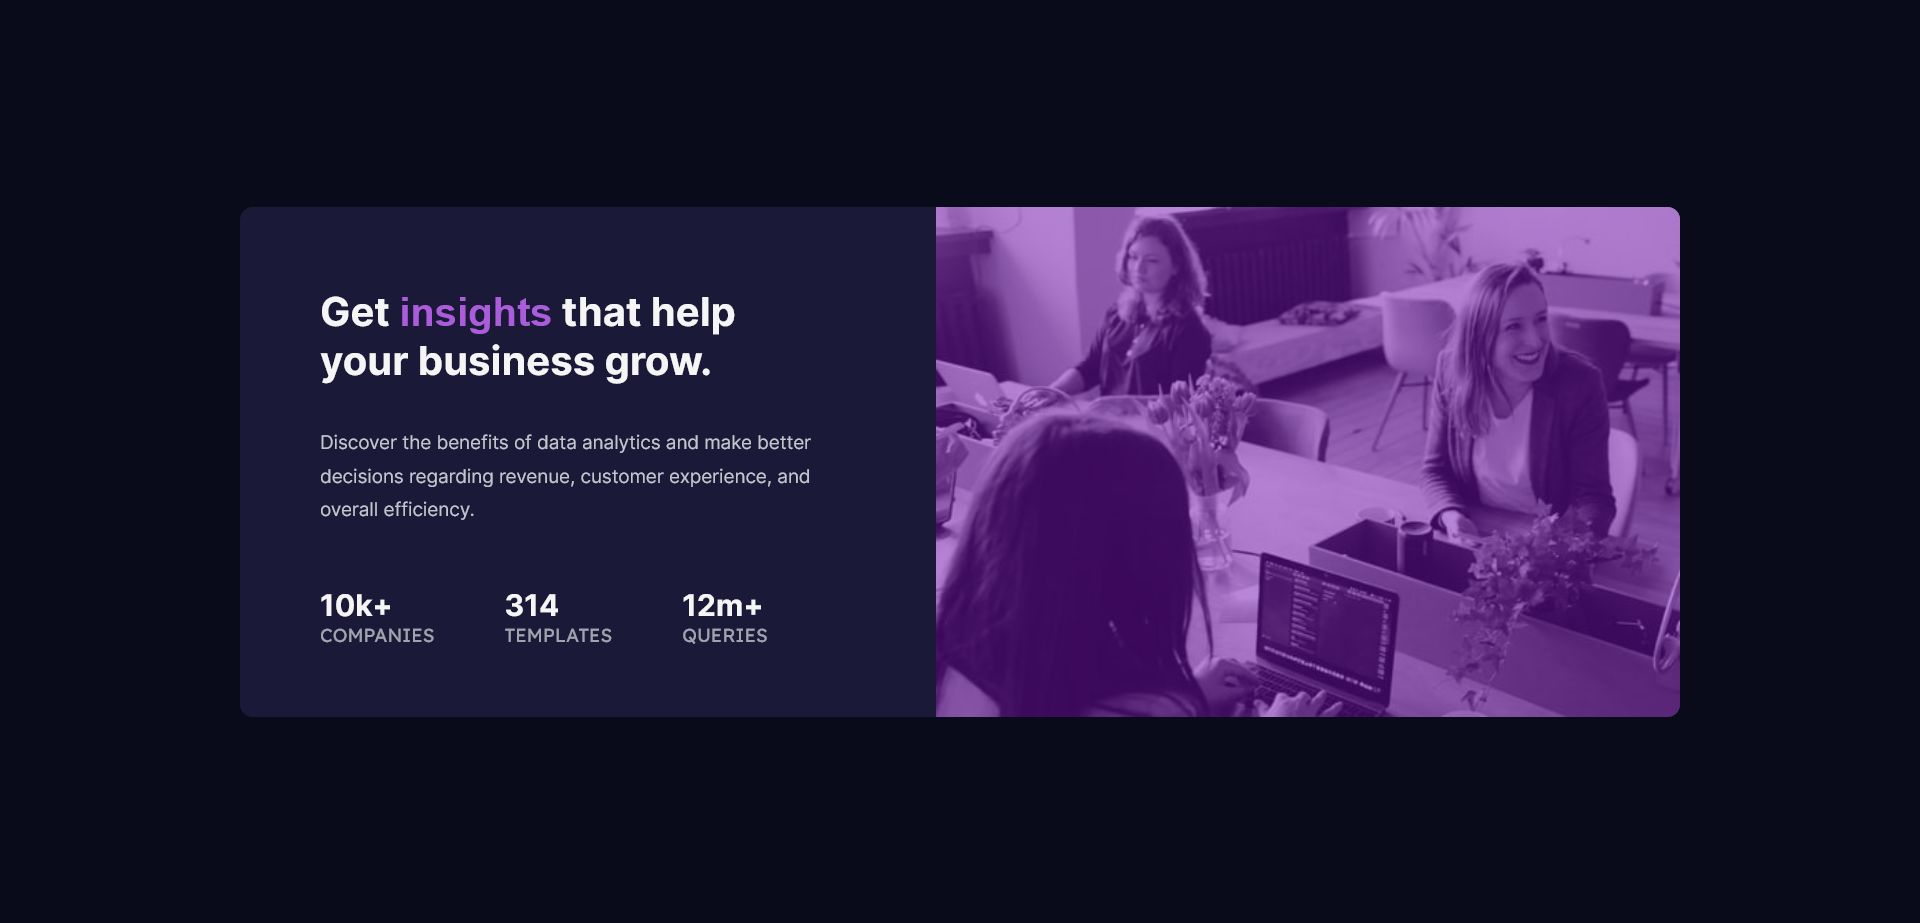 Get insights that help
your business grow.
Discover the benefits of data analytics and make better
decisions regarding revenue, customer experience, and
overall efficiency.
10k+ 314 12m+
COMPANIES TEMPLATES QUERIES